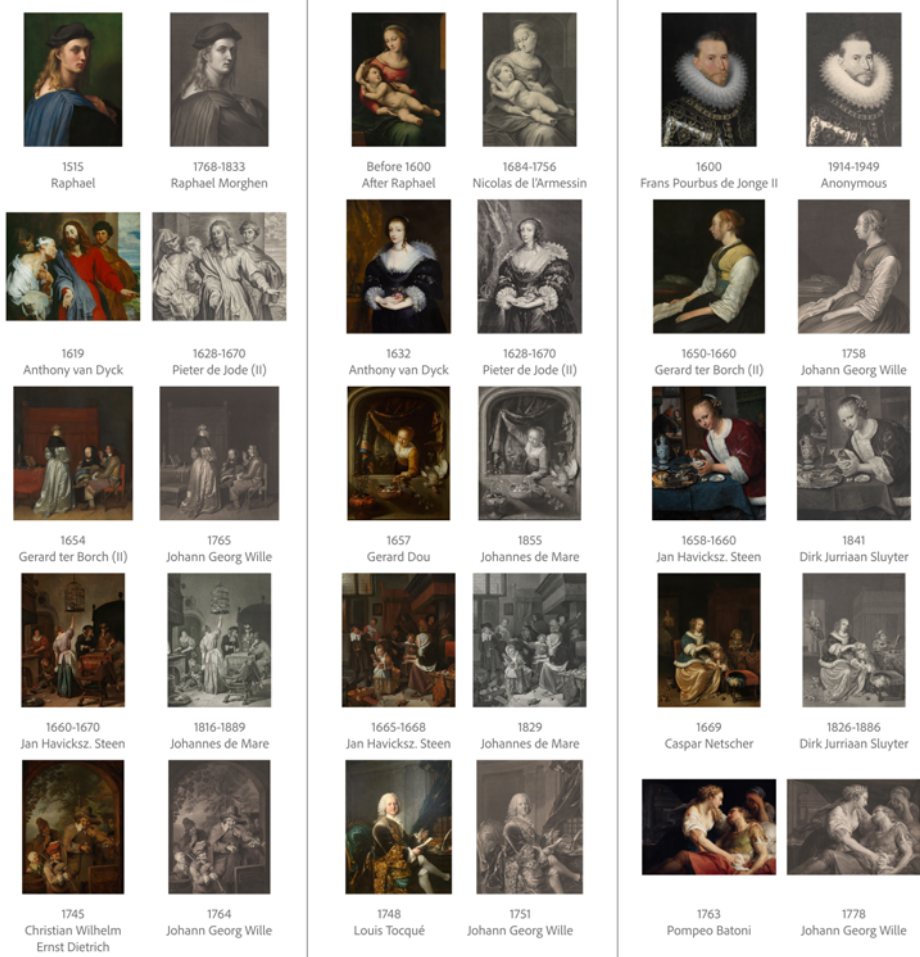 1515
Raphael
1768-1833
Raphael Morghen
Before 1600
After Raphael
1684-1756
Nicolas de l'Armessin
1600
Frans Pourbus de Jonge II
1914-1949
Anonymous
1619
Anthony van Dyck
1628-1670
Pieter de Jode (II)
1632
Anthony van Dyck
1628-1670
Pieter de Jode (II)
1650-1660
Gerard ter Borch (II)
1758
Johann Georg Wille
1654
Gerard ter Borch (II)
1765
Johann Georg Wille
1657
Gerard Dou
1855
Johannes de Mare
1658-1660
Jan Havicksz. Steen
1841
Dirk Jurriaan Sluyter
1660-1670
Jan Havicksz. Steen
1816-1889
Johannes de Mare
1665-1668
Jan Havicksz. Steen
1829
Johannes de Mare
1669
Caspar Netscher
1826-1886
Dirk Jurriaan Sluyter
1745
Christian Wilhelm
Ernst Dietrich
1764
Johann Georg Wille
1748
Louis Tocqué
1751
Johann Georg Wille
1763
Pompeo Batoni
1778
Johann Georg Wille